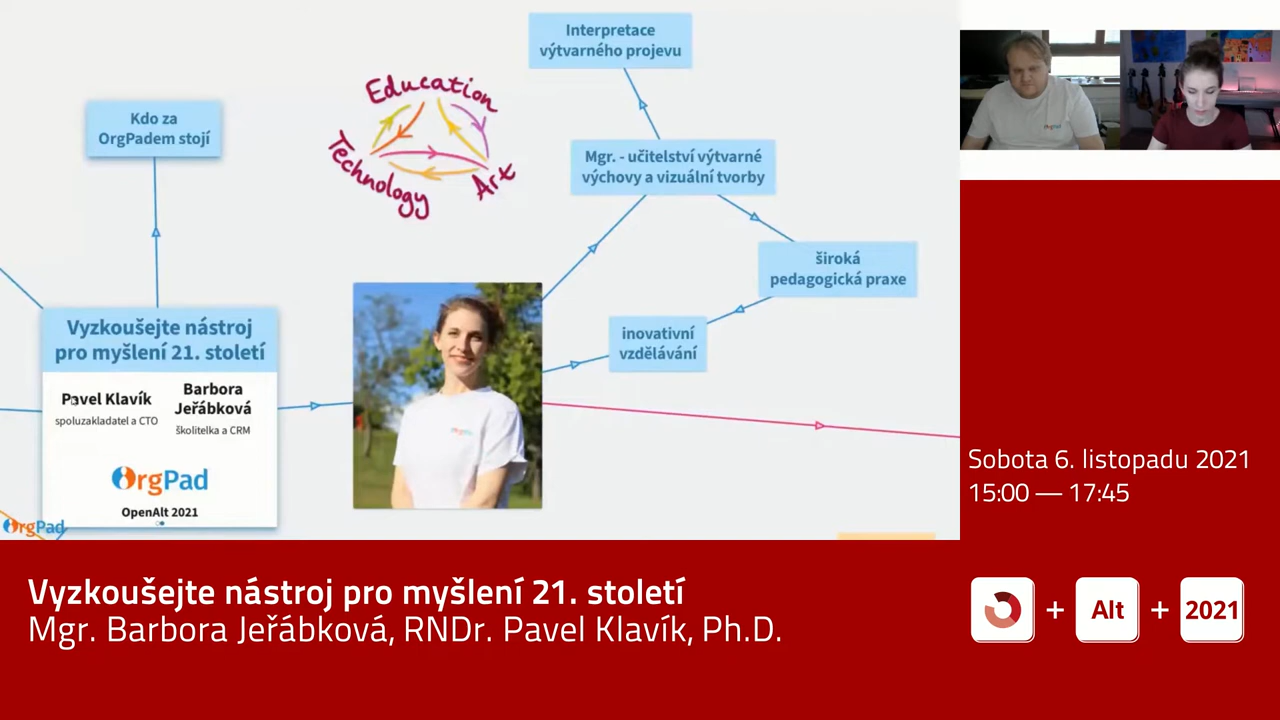 Interpretace
výtvarného projevu
Kdo za
OrgPadem stojí
Education
Technology
Art
Mgr. - učitelství výtvarné
výchovy a vizuální tvorby
široká
pedagogická praxe
inovativní
vzdělávání
Vyzkoušejte nástroj
pro myšlení 21. století
Pavel Klavík
spoluzakladatel a CTO
Barbora
Jeřábková
školitelka a CRM
OrgPad
OpenAlt 2021
OrgPad
Sobota 6. listopadu 2021
15:00 — 17:45
Vyzkoušejte nástroj pro myšlení 21. století
Mgr. Barbora Jeřábková, RNDr. Pavel Klavík, Ph.D.
+ Alt + 2021